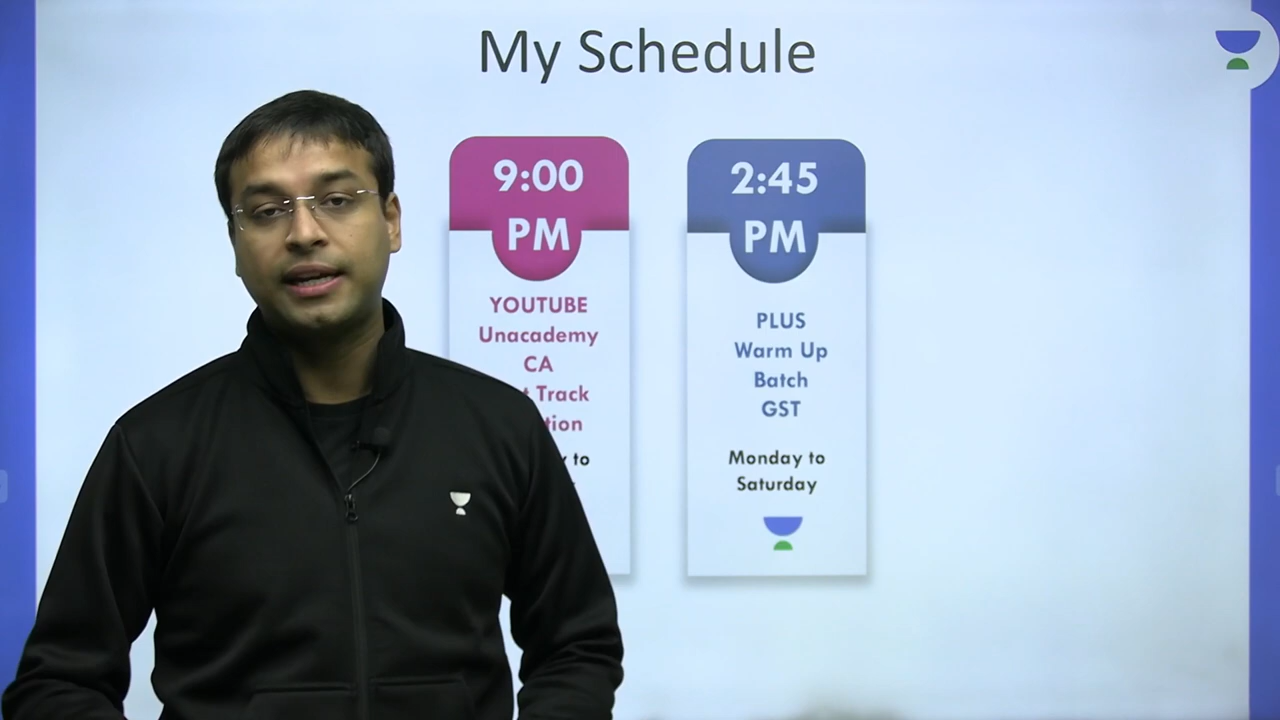 My Schedule
9:00
PM
YOUTUBE
Unacademy
CA
Track
to
2:45
PM
PLUS
Warm Up
Batch
GST
Monday to
Saturday